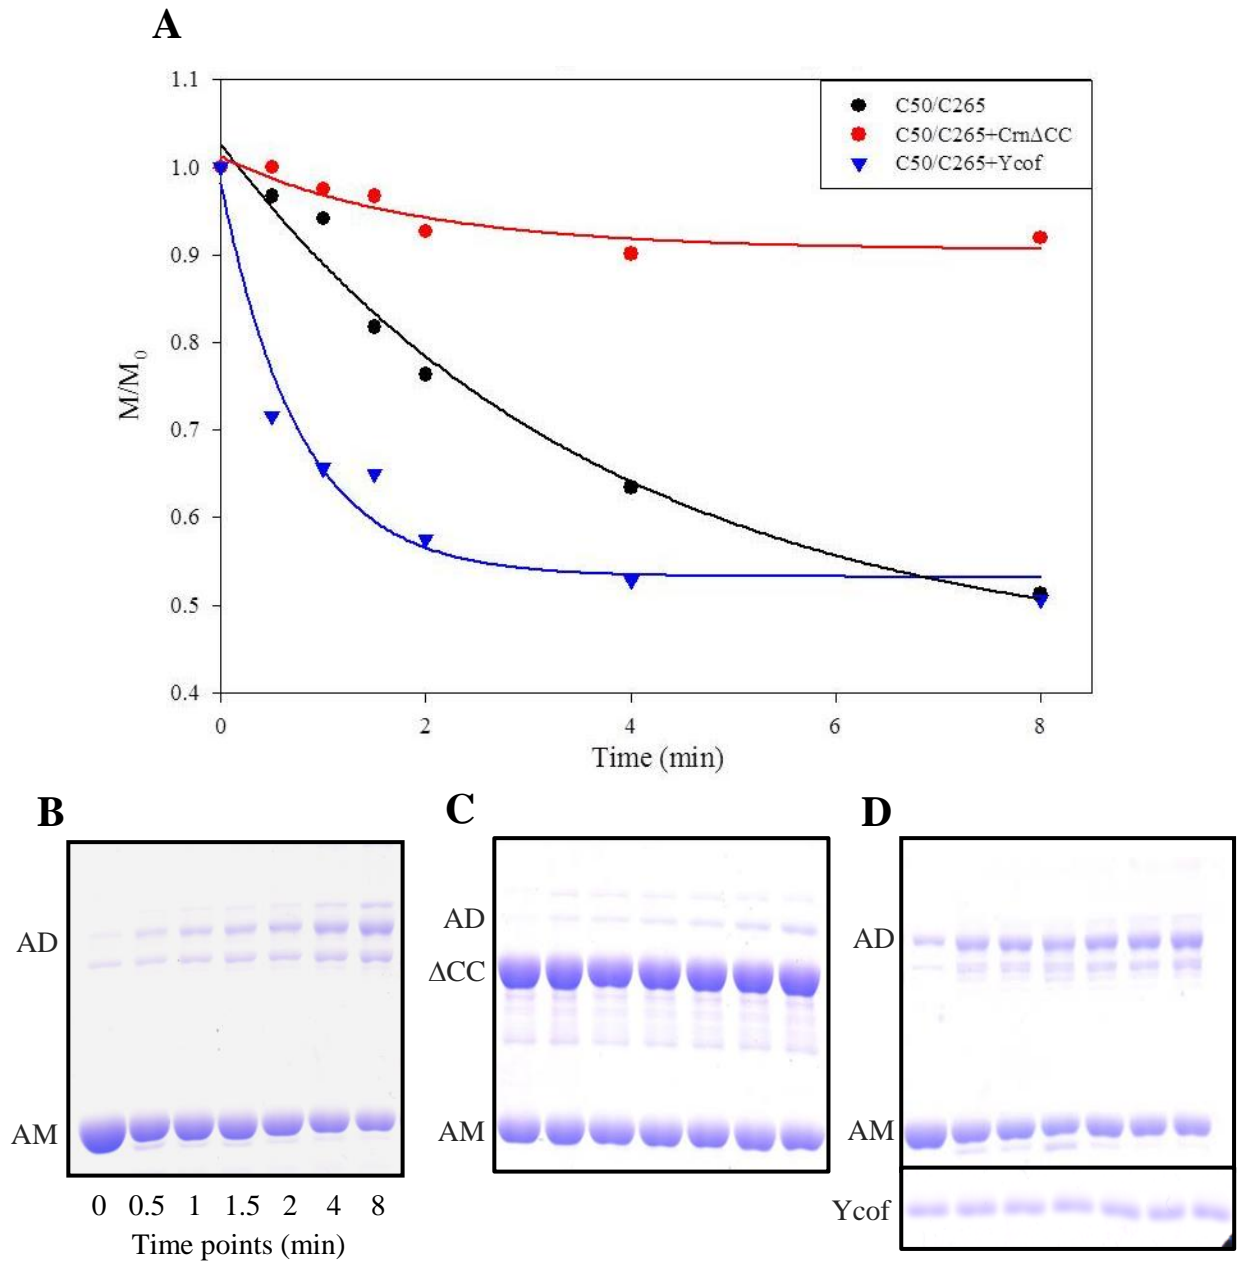 A
1.1
1.0
0.9
0.8
0.7
0.6
0.5
0.4
M/M0
0 2 4 6 8
Time (min)
C50/C265
C50/C265+CrnΔCC
C50/C265+Ycof
B
AD
AM
0 0.5 1 1.5 2 4 8
Time points (min)
C
AD
ΔCC
AM
D
AD
AM
Ycof